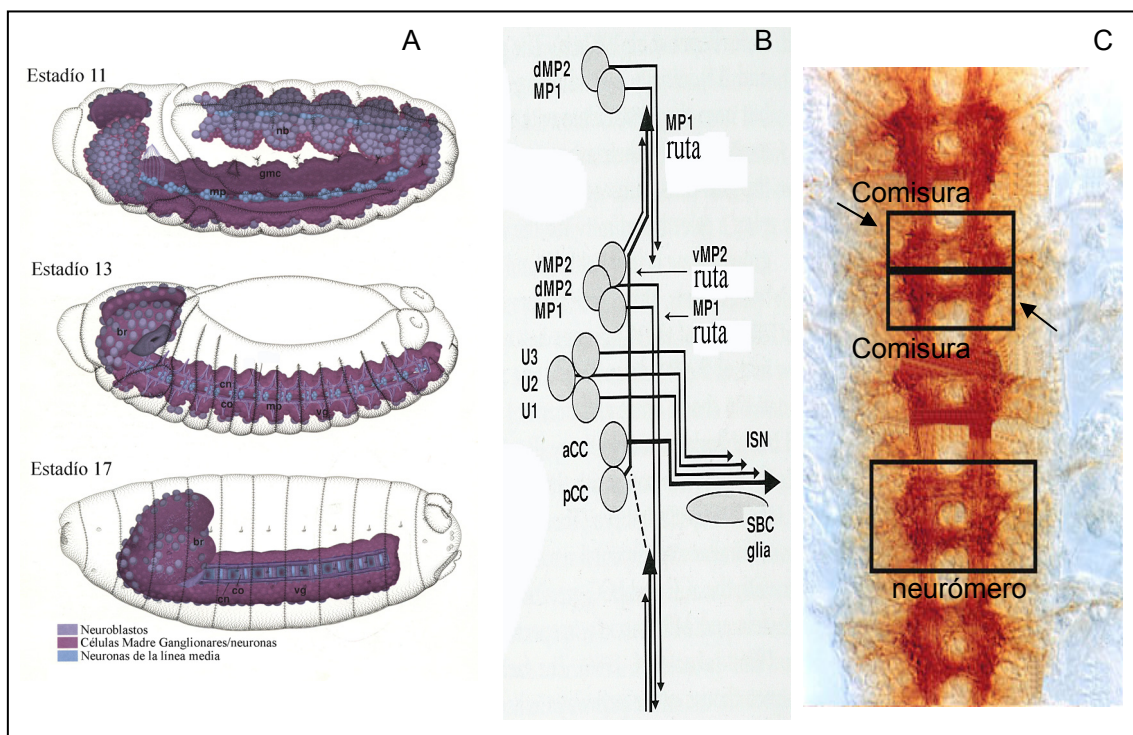 A
Estadío 11
nb
gmc
mp
Estadío 13
br
cn
co
mp
vg
Estadío 17
br
co
cn
vg
Neuroblastos
Células Madre Ganglionares/neuronas
Neuronas de la linea media
B
dMP2
MP1
MP1
ruta
vMP2
dMP2
MP1
vMP2
ruta
MP1
ruta
U3
U2
U1
ISN
aCC
pCC
SBC
glia
C
Comisura
Comisura
neurómero